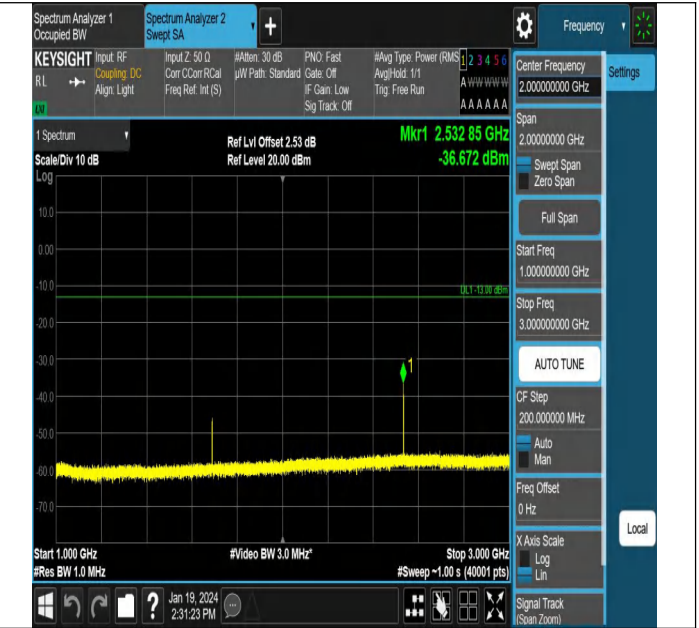 Spectrum Analyzer 1
Occupied BW
Spectrum Analyzer 2
Swept SA
+
Frequency
KEYSIGHT
RL
LXI
Input: RF
Coupling: DC
Align: Light
Input Z: 50 Ω
Corr CCorr RCal
Freq Ref: Int (S)
#Atten: 30 dB
µW Path: Standard
PNO: Fast
Gate: Off
IF Gain: Low
Sig Track: Off
#Avg Type: Power (RMS
Avg|Hold: 1/1
Trig: Free Run
1 2 3 4 5 6
A W W W W W
A A A A A A
1 Spectrum
Scale/Div 10 dB
Log
Ref Lvl Offset 2.53 dB
Ref Level 20.00 dBm
Mkr1 2.532 85 GHz
-36.672 dBm
10.0
0.00
-10.0
DL1 -13.00 dBm
-20.0
-30.0
1
-40.0
-50.0
-60.0
-70.0
Start 1.000 GHz
#Res BW 1.0 MHz
#Video BW 3.0 MHz*
Stop 3.000 GHz
#Sweep ~1.00 s (40001 pts)
Center Frequency
2.00000000 GHz
Settings
Span
2.00000000 GHz
Swept Span
Zero Span
Full Span
Start Freq
1.000000000 GHz
Stop Freq
3.000000000 GHz
AUTO TUNE
CF Step
200.000000 MHz
Auto
Man
Freq Offset
0 Hz
X Axis Scale
Log
Lin
Local
Signal Track
(Span Zoom)
?
Jan 19, 2024
2:31:23 PM